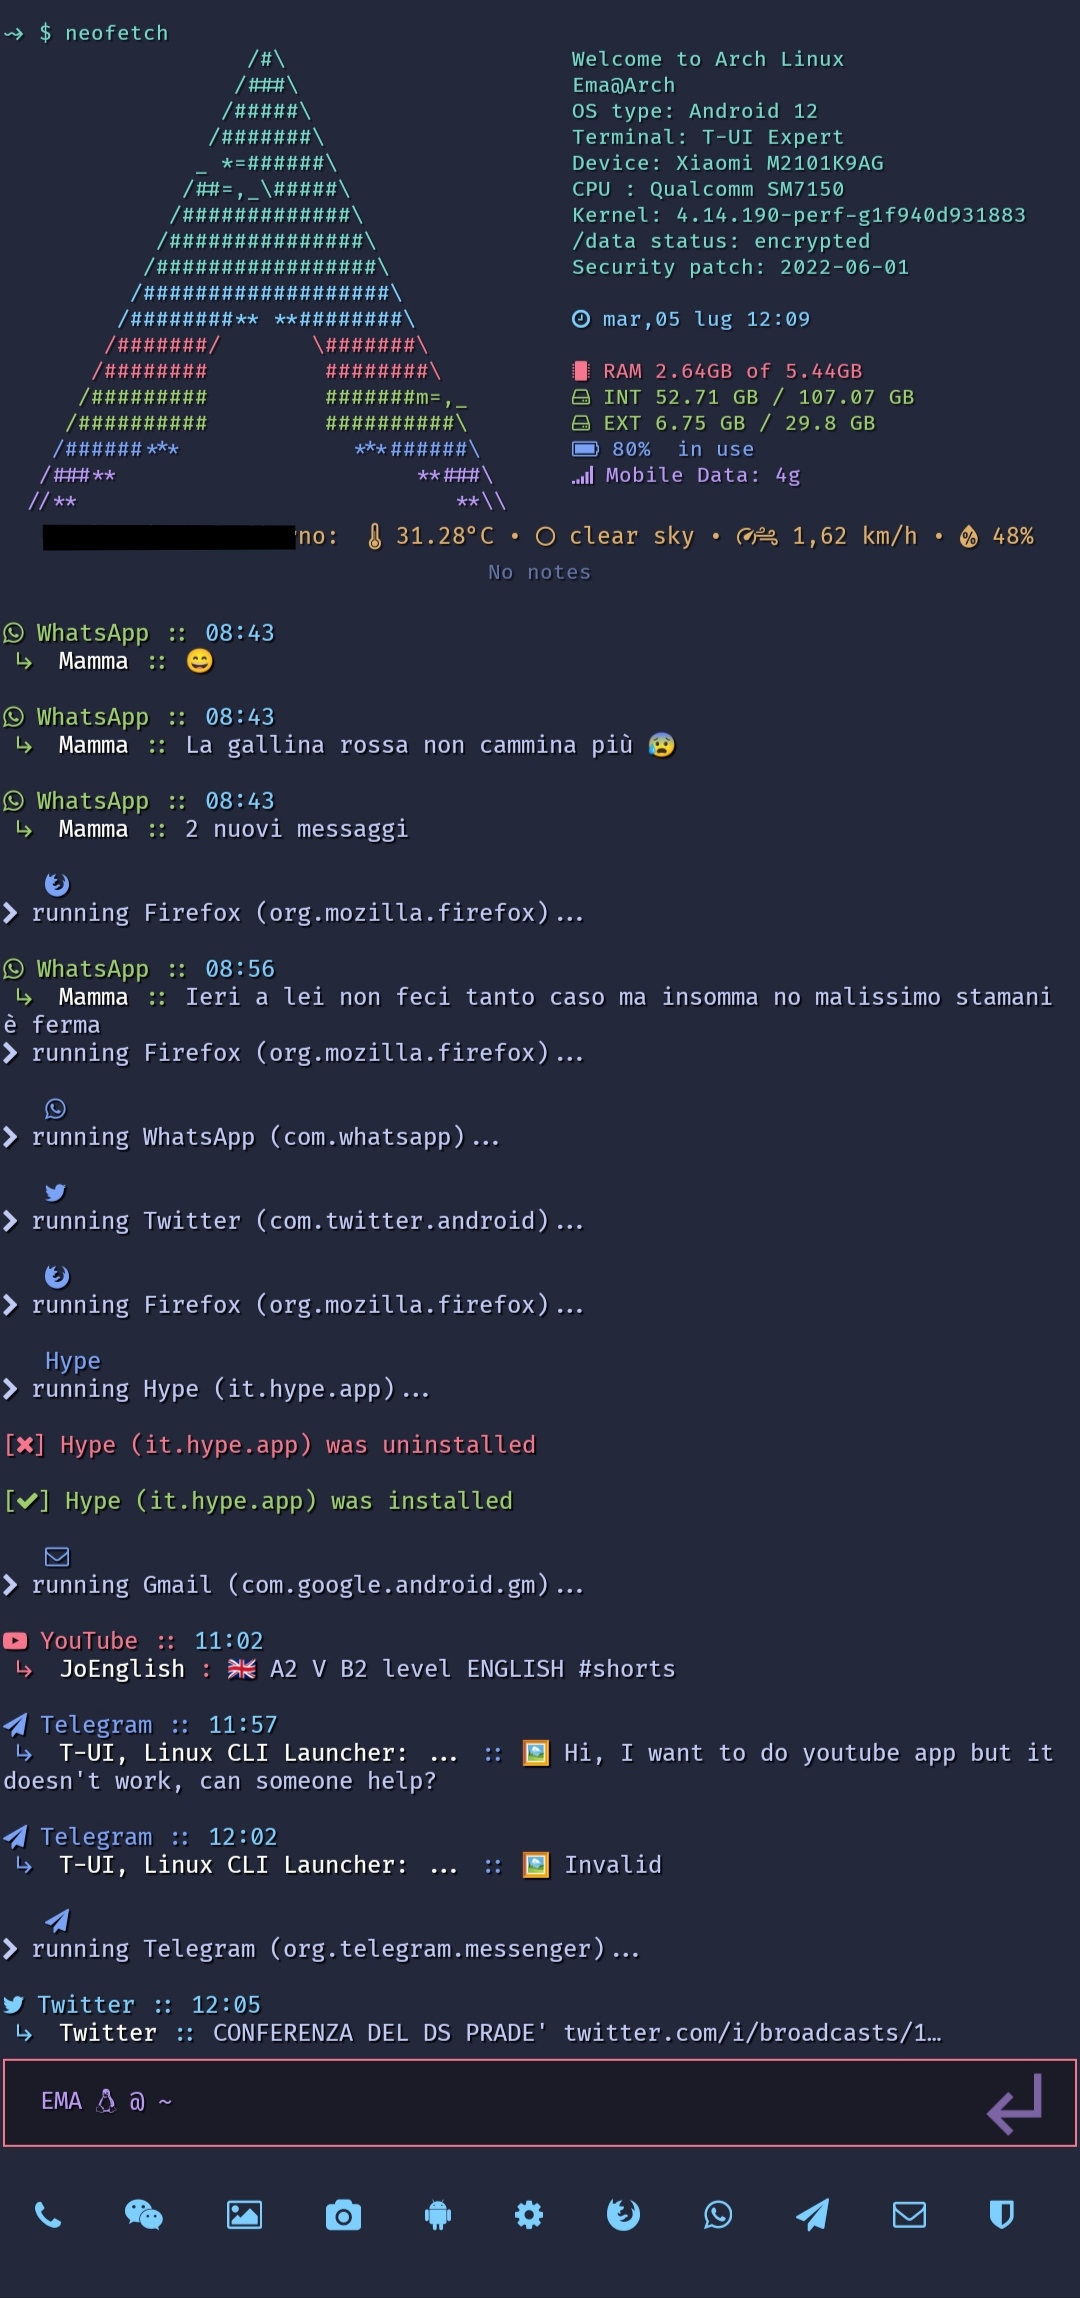 ⤳ $ neofetch
/#\
/###\
/#####\
/#######\
_ *=######\
/##=,_\#####\
/#############\
/###############\
/#################\
/###################\
/########** **########\
/#######/ \#######\
/######## ########\
/######### #######m=,_
/########## ##########\
/######*** ***######\
/###** **###\
//** **\\
Welcome to Arch Linux
Ema@Arch
OS type: Android 12
Terminal: T-UI Expert
Device: Xiaomi M2101K9AG
CPU : Qualcomm SM7150
Kernel: 4.14.190-perf-g1f940d931883
/data status: encrypted
Security patch: 2022-06-01
mar,05 lug 12:09
RAM 2.64GB of 5.44GB
INT 52.71 GB / 107.07 GB
EXT 6.75 GB / 29.8 GB
80% in use
Mobile Data: 4g
no: 31.28°C • clear sky • 1,62 km/h • 48%
No notes
WhatsApp :: 08:43
↳ Mamma :: 😄
WhatsApp :: 08:43
↳ Mamma :: La gallina rossa non cammina più 😰
WhatsApp :: 08:43
↳ Mamma :: 2 nuovi messaggi
❯ running Firefox (org.mozilla.firefox)...
WhatsApp :: 08:56
↳ Mamma :: Ieri a lei non feci tanto caso ma insomma no malissimo stamani
è ferma
❯ running Firefox (org.mozilla.firefox)...
❯ running WhatsApp (com.whatsapp)...
❯ running Twitter (com.twitter.android)...
❯ running Firefox (org.mozilla.firefox)...
Hype
❯ running Hype (it.hype.app)...
[✖] Hype (it.hype.app) was uninstalled
[✔] Hype (it.hype.app) was installed
❯ running Gmail (com.google.android.gm)...
YouTube :: 11:02
↳ JoEnglish : 🇬🇧 A2 V B2 level ENGLISH #shorts
Telegram :: 11:57
↳ T-UI, Linux CLI Launcher: ... :: 🖼️ Hi, I want to do youtube app but it
doesn't work, can someone help?
Telegram :: 12:02
↳ T-UI, Linux CLI Launcher: ... :: 🖼️ Invalid
❯ running Telegram (org.telegram.messenger)...
Twitter :: 12:05
↳ Twitter :: CONFERENZA DEL DS PRADE' twitter.com/i/broadcasts/1…
EMA @ ~